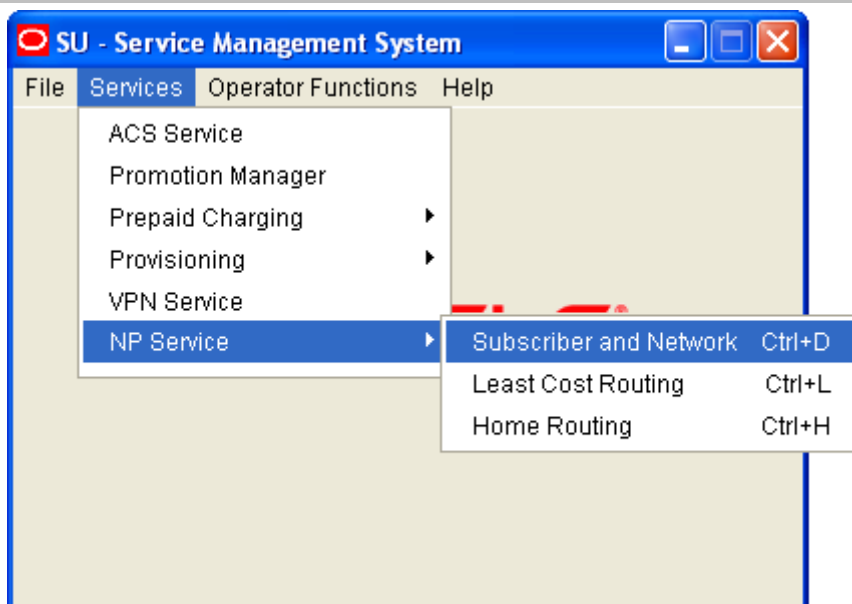 SU - Service Management System
File Services Operator Functions Help
ACS Service
Promotion Manager
Prepaid Charging
Provisioning
VPN Service
NP Service
Subscriber and Network Ctrl+D
Least Cost Routing Ctrl+L
Home Routing Ctrl+H